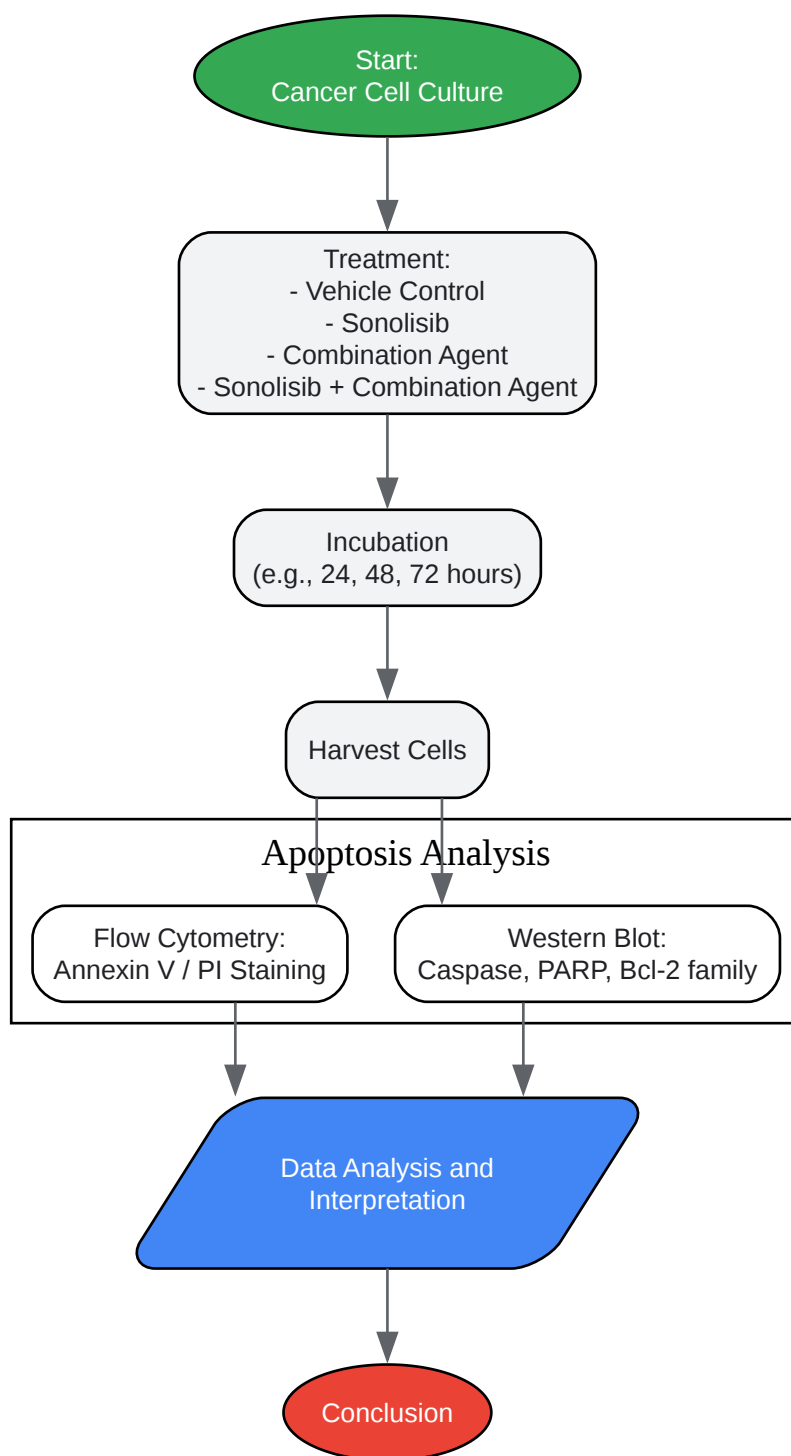 Start:
Cancer Cell Culture
Treatment:
- Vehicle Control
- Sonolisib
- Combination Agent
- Sonolisib + Combination Agent
Incubation
(e.g., 24, 48, 72 hours)
Harvest Cells
Apoptosis Analysis
Flow Cytometry:
Annexin V / PI Staining
Western Blot:
Caspase, PARP, Bcl-2 family
Data Analysis and
Interpretation
Conclusion